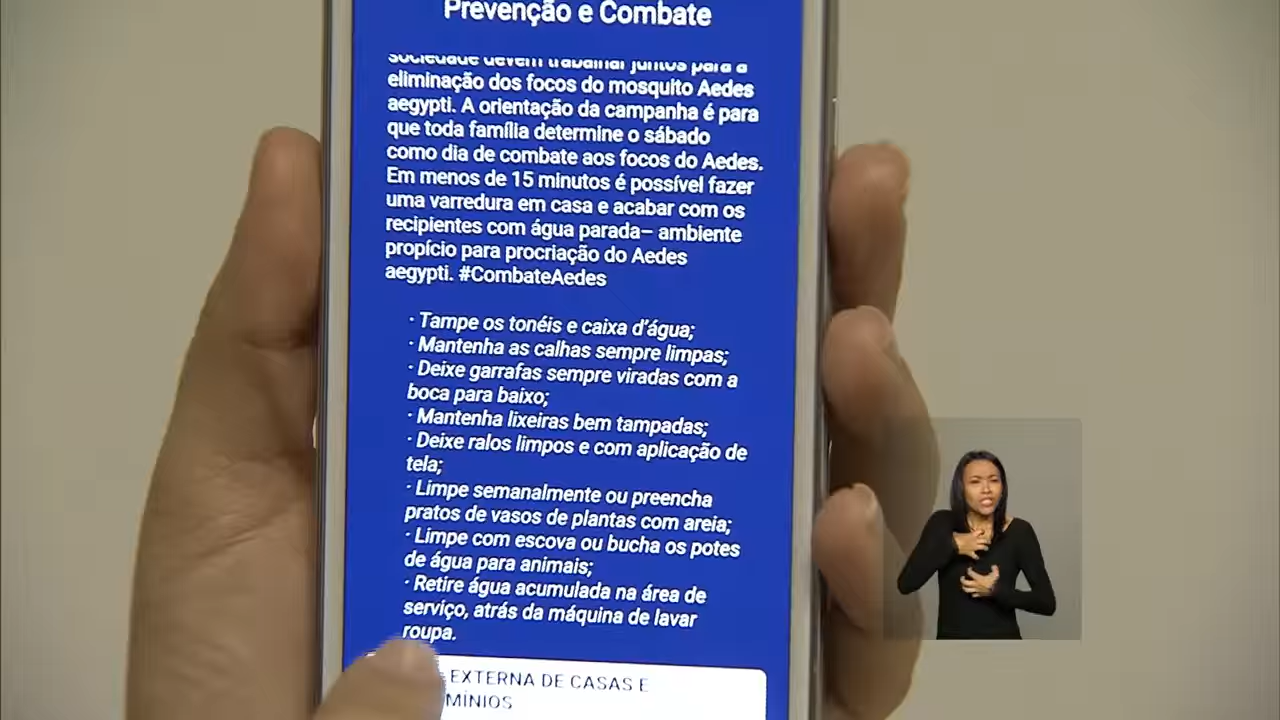 Prevenção e Combate
sociedade devem trabalhar juntos para a
eliminação dos focos do mosquito Aedes
aegypti. A orientação da campanha é para
que toda família determine o sábado
como dia de combate aos focos do Aedes.
Em menos de 15 minutos é possível fazer
uma varredura em casa e acabar com os
recipientes com água parada– ambiente
propício para procriação do Aedes
aegypti. #CombateAedes
· Tampe os tonéis e caixa d'água;
· Mantenha as calhas sempre limpas;
· Deixe garrafas sempre viradas com a
boca para baixo;
· Mantenha lixeiras bem tampadas;
· Deixe ralos limpos e com aplicação de
tela;
· Limpe semanalmente ou preencha
pratos de vasos de plantas com areia;
· Limpe com escova ou bucha os potes
de água para animais;
· Retire água acumulada na área de
serviço, atrás da máquina de lavar
roupa.
EXTERNA DE CASAS E
MÍNIOS